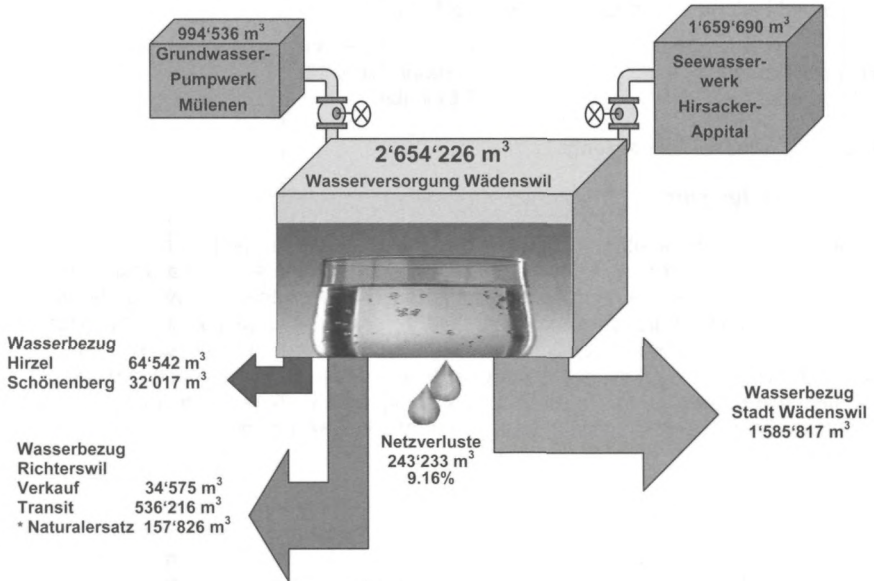 994'536 m³
Grundwasser-
Pumpwerk
Mülenen
1'659'690 m³
Seewasser-
werk
Hirsacker-
Appital
2'654'226 m³
Wasserversorgung Wädenswil
Wasserbezug
Hirzel 64'542 m³
Schönenberg 32'017 m³
Wasserbezug
Richterswil
Verkauf 34'575 m³
Transit 536'216 m³
* Naturalersatz 157'826 m³
Netzverluste
243'233 m³
9.16%
Wasserbezug
Stadt Wädenswil
1'585'817 m³